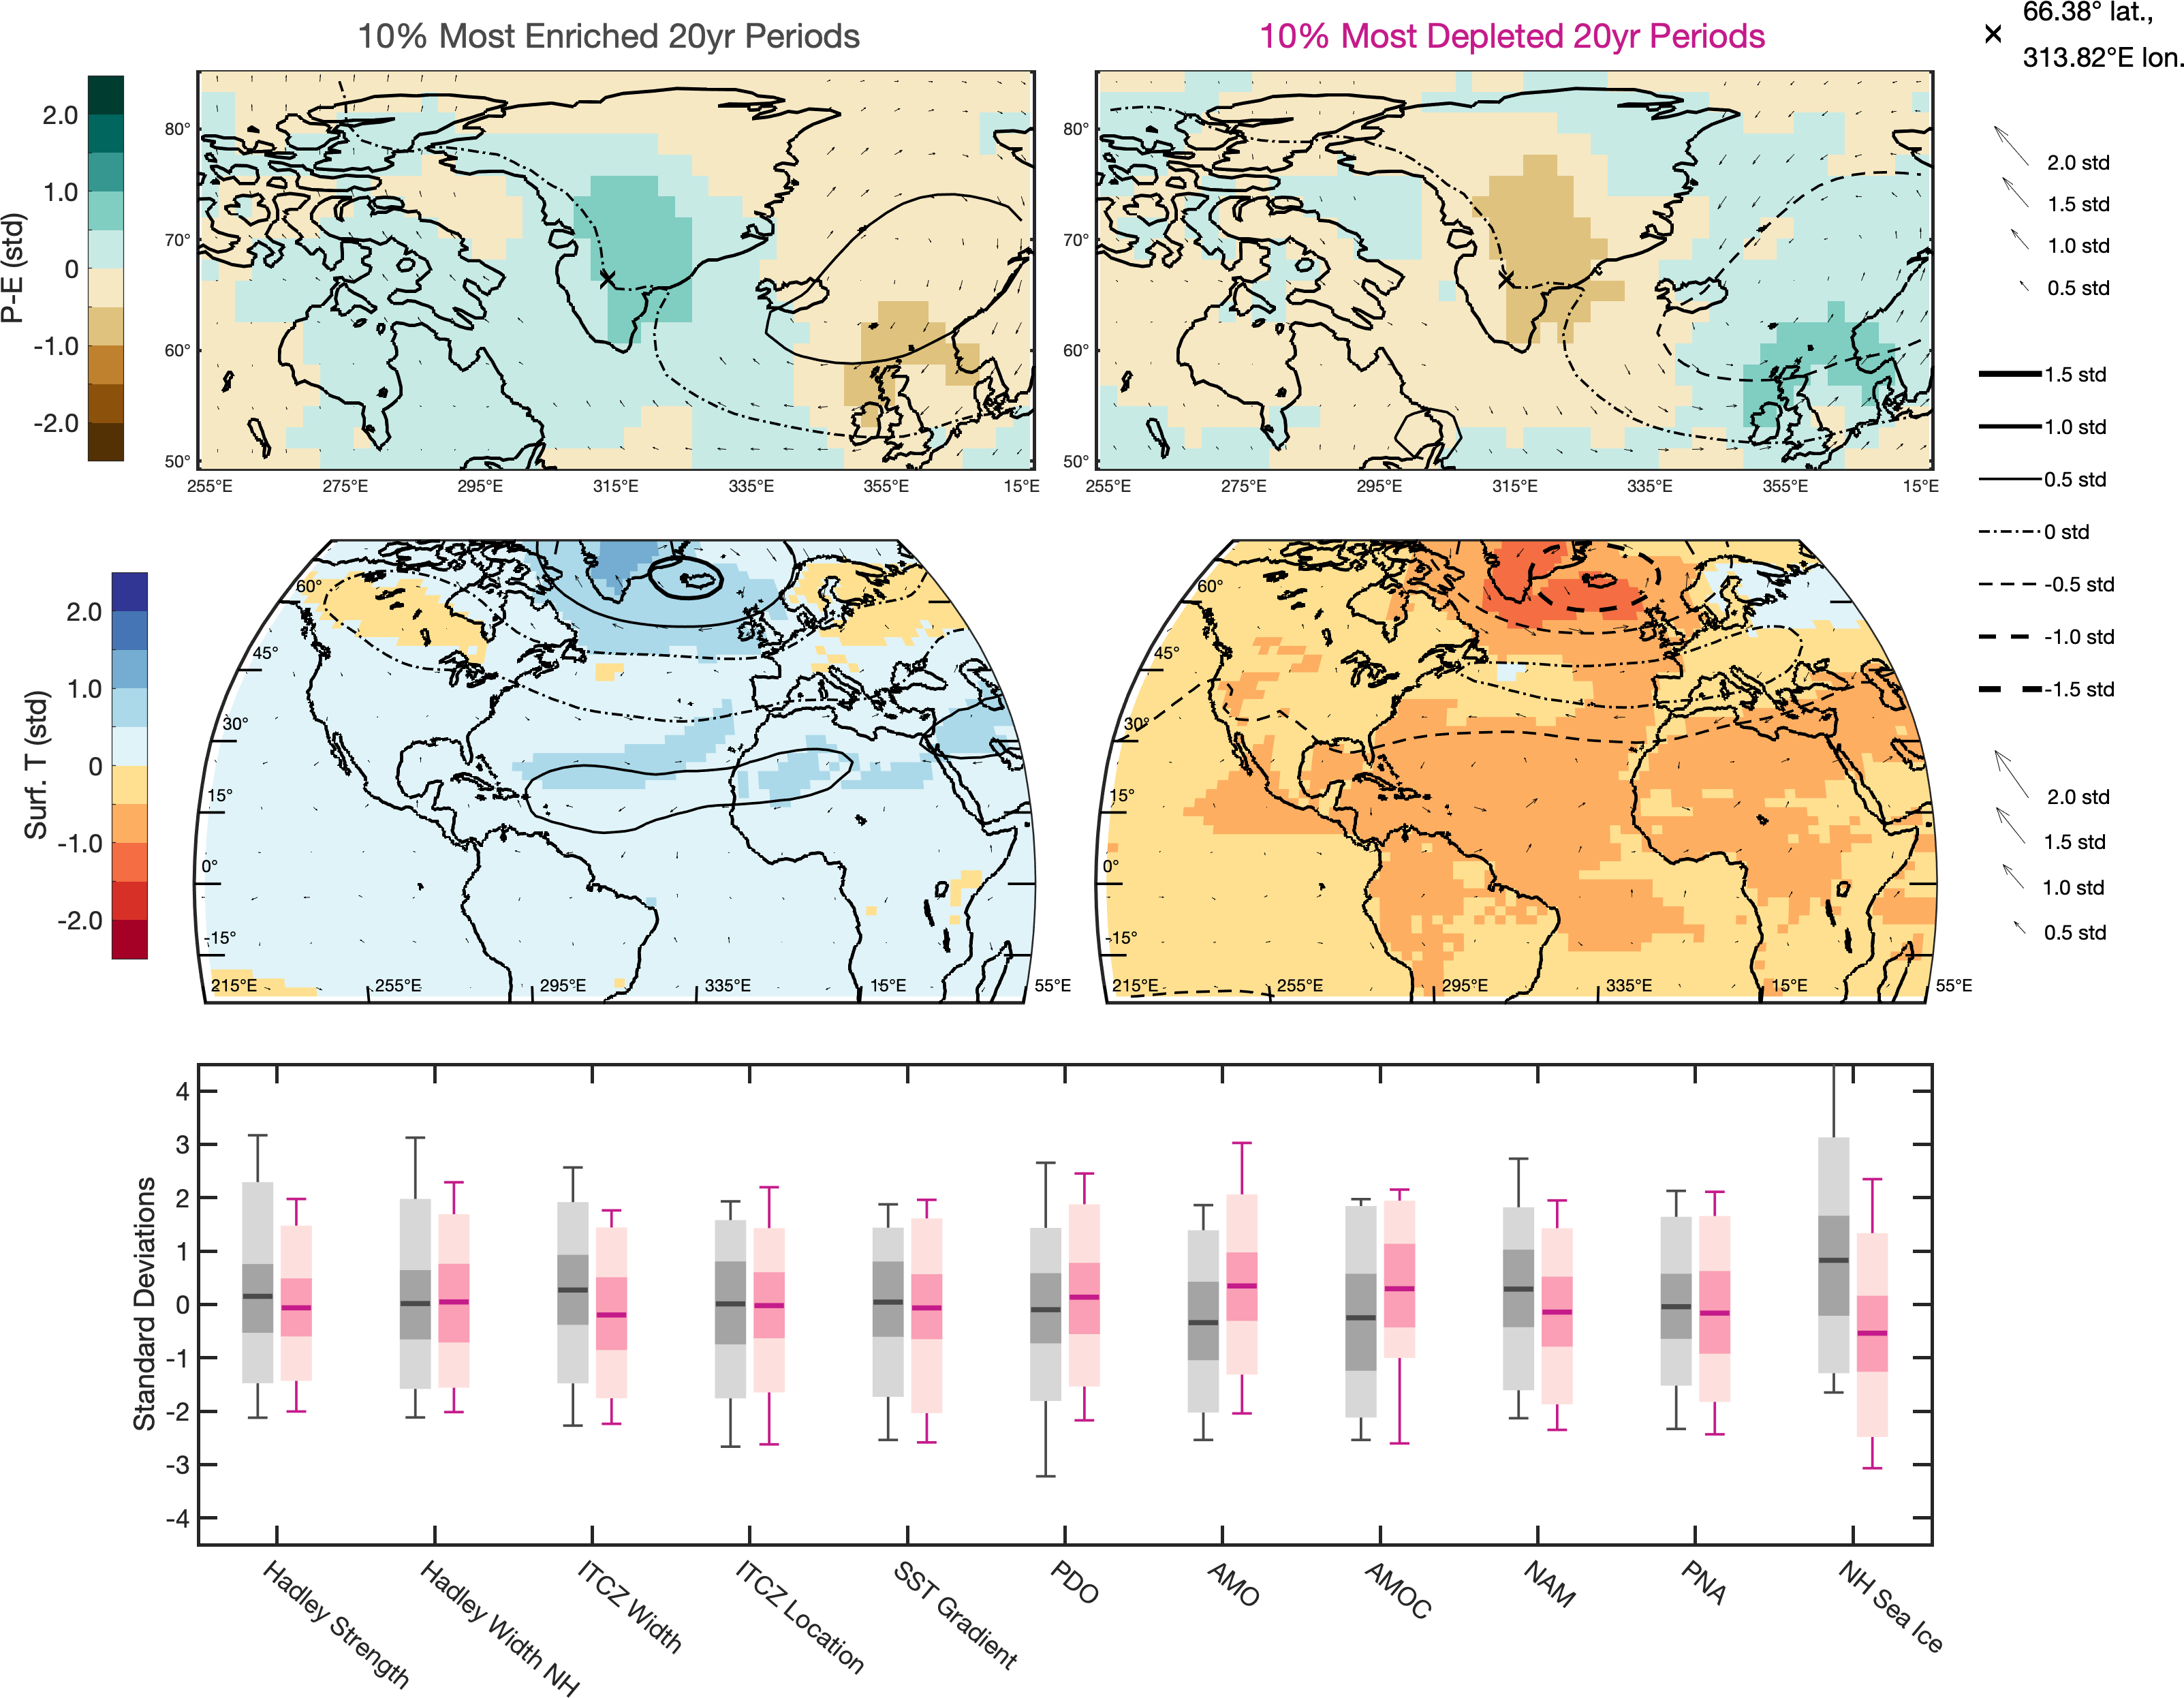 10% Most Enriched 20yr Periods
10% Most Depleted 20yr Periods
66.38° lat.,
313.82°E lon.
P-E (std)
2.0
1.0
0
-1.0
-2.0
80°
70°
60°
50°
255°E
275°E
295°E
315°E
335°E
355°E
15°E
80°
70°
60°
50°
255°E
275°E
295°E
315°E
335°E
355°E
15°E
2.0 std
1.5 std
1.0 std
0.5 std
1.5 std
1.0 std
0.5 std
0 std
-0.5 std
-1.0 std
-1.5 std
Surf. T (std)
2.0
1.0
0
-1.0
-2.0
60°
45°
30°
15°
0°
-15°
215°E
255°E
295°E
335°E
15°E
55°E
60°
45°
30°
15°
0°
-15°
215°E
255°E
295°E
335°E
15°E
55°E
2.0 std
1.5 std
1.0 std
0.5 std
Standard Deviations
4
3
2
1
0
-1
-2
-3
-4
Hadley Strength
Hadley Width NH
ITCZ Width
ITCZ Location
SST Gradient
PDO
AMO
AMOC
NAM
PNA
NH Sea Ice